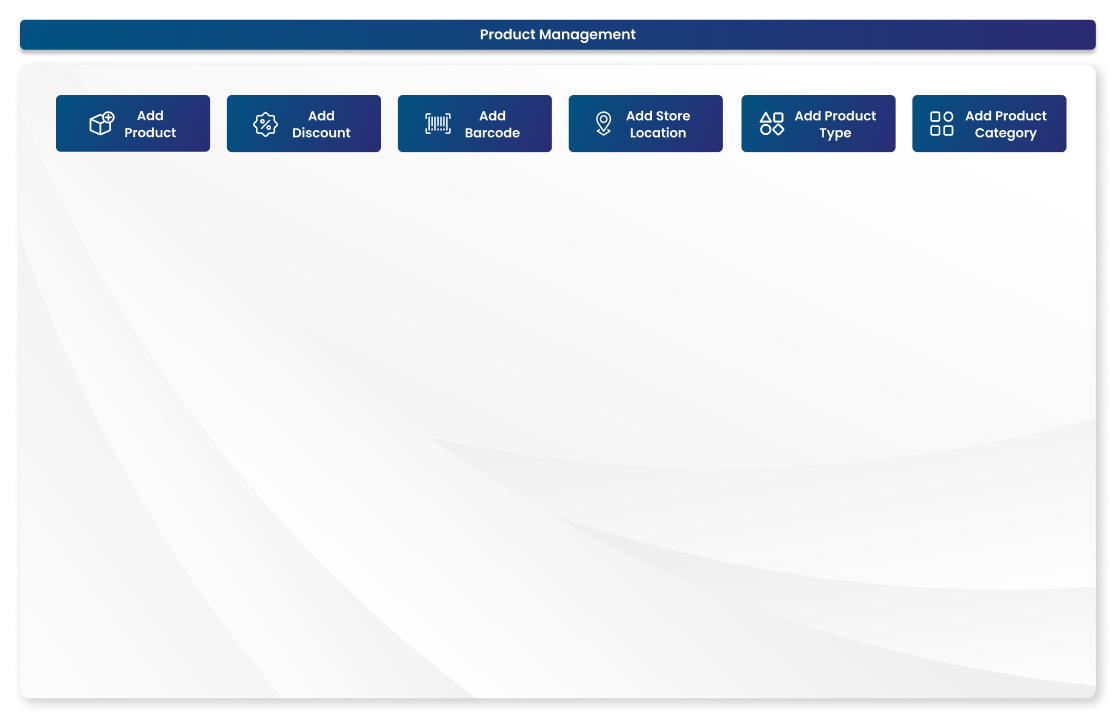 Product Management
Add
Product
Add
Discount
Add
Barcode
Add Store
Location
Add Product
Type
Add Product
Category